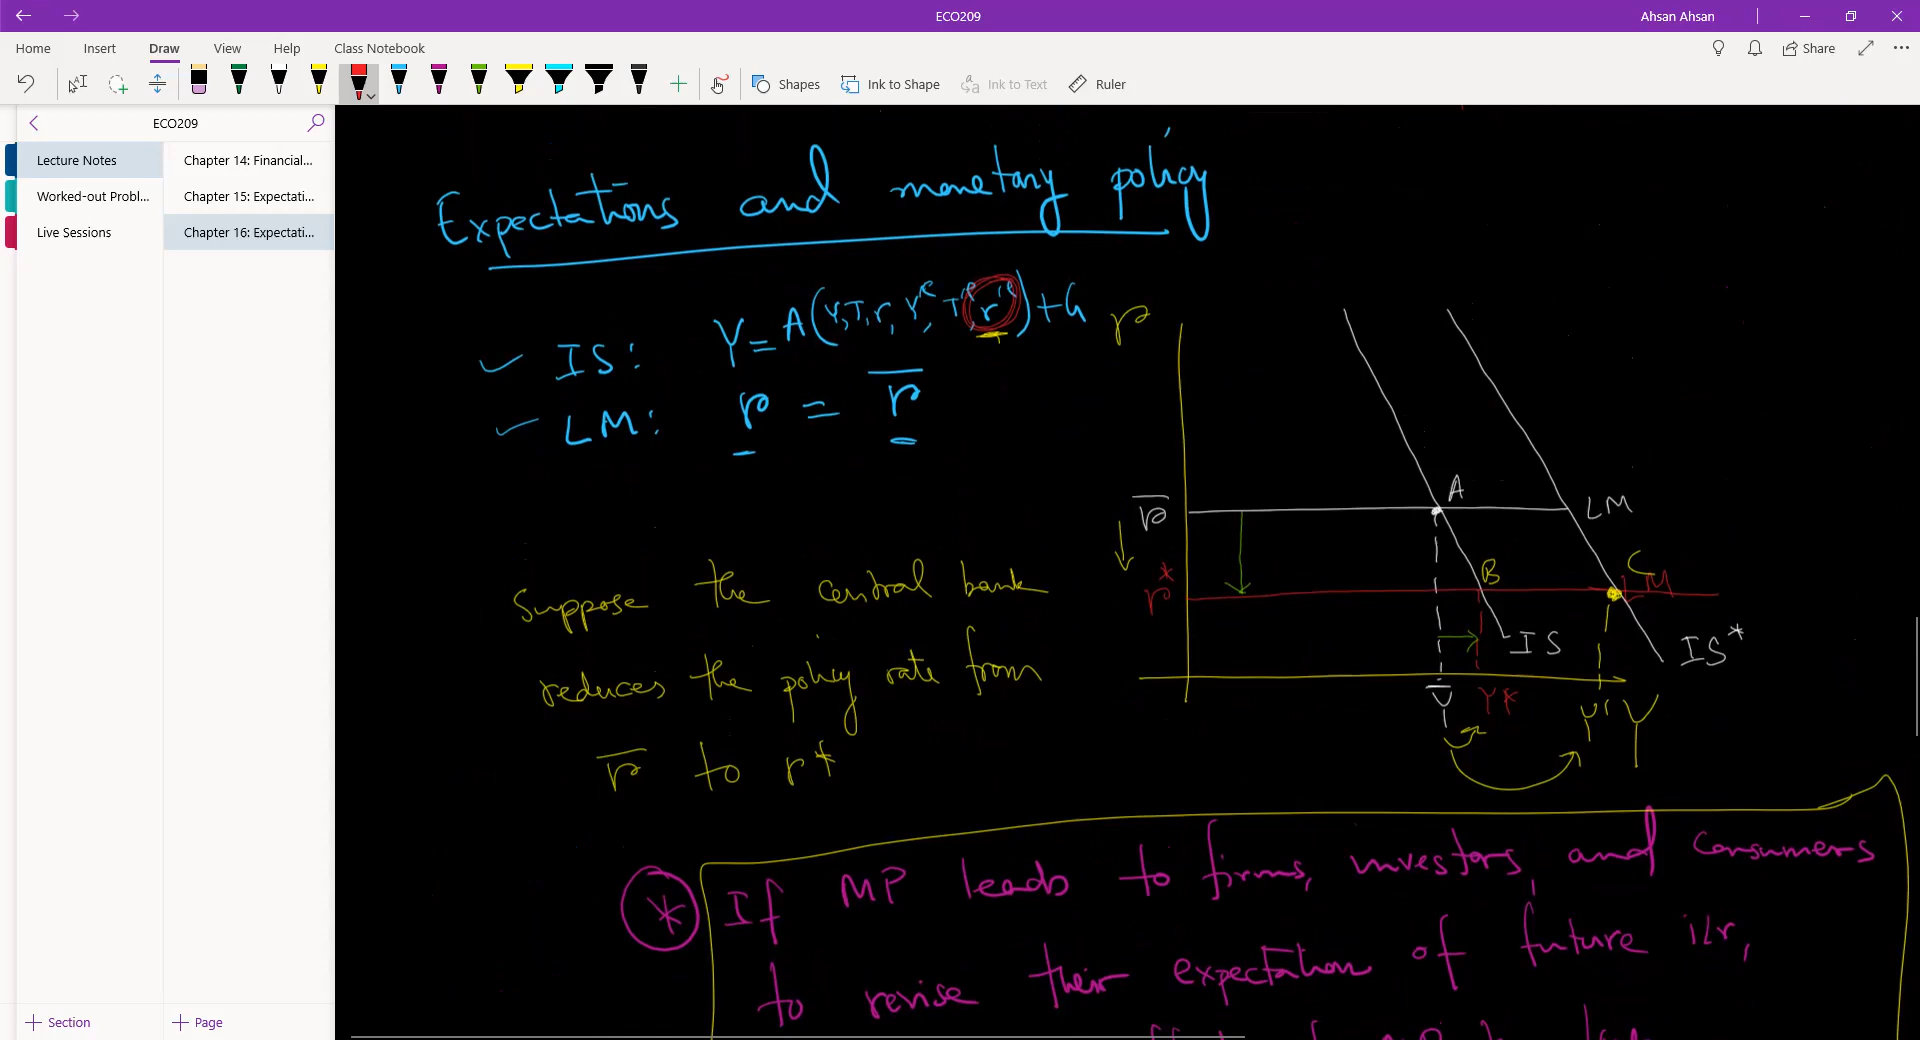 ECO209
Ahsan Ahsan
Home Insert Draw View Help Class Notebook
Share
Shapes Ink to Shape Ink to Text Ruler
ECO209
Lecture Notes
Worked-out Probl...
Live Sessions
Chapter 14: Financial...
Chapter 15: Expectati...
Chapter 16: Expectati...
Section
Page
Expectations and monetary policy
IS: Y = A(Y, T, r, Y'e, T'e, r'e) + G
LM: r = r̅
Suppose the central bank
reduces the policy rate from
r̅ to r*
r
A
r̅ LM
B C
r* LM
IS IS*
Y̅ Y* Y' Y
* If MP leads to firms, investors, and consumers
to revise their expectation of future i/r,